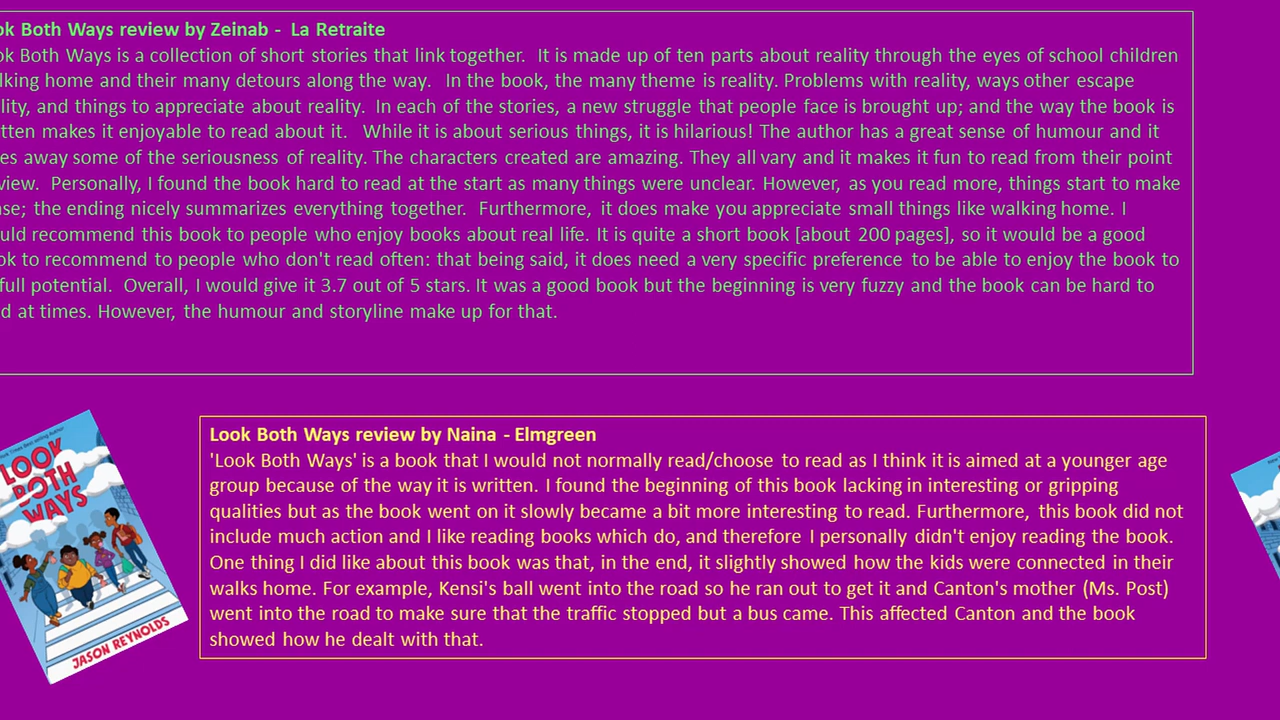 ok Both Ways review by Zeinab -  La Retraite
ok Both Ways is a collection of short stories that link together.  It is made up of ten parts about reality through the eyes of school children
lking home and their many detours along the way.   In the book, the many theme is reality. Problems with reality, ways other escape
lity, and things to appreciate about reality.  In each of the stories, a new struggle that people face is brought up; and the way the book is
tten makes it enjoyable to read about it.   While it is about serious things, it is hilarious! The author has a great sense of humour and it
es away some of the seriousness of reality. The characters created are amazing. They all vary and it makes it fun to read from their point
view.  Personally, I found the book hard to read at the start as many things were unclear. However, as you read more, things start to make
nse; the ending nicely summarizes everything together.  Furthermore,  it does make you appreciate small things like walking home. I
uld recommend this book to people who enjoy books about real life. It is quite a short book [about 200 pages], so it would be a good
ok to recommend to people who don't read often: that being said, it does need a very specific preference to be able to enjoy the book to
full potential.  Overall, I would give it 3.7 out of 5 stars. It was a good book but the beginning is very fuzzy and the book can be hard to
d at times. However, the humour and storyline make up for that.
LOOK
BOTH
WAYS
JASON REYNOLDS
Look Both Ways review by Naina - Elmgreen
'Look Both Ways' is a book that I would not normally read/choose to read as I think it is aimed at a younger age
group because of the way it is written. I found the beginning of this book lacking in interesting or gripping
qualities but as the book went on it slowly became a bit more interesting to read. Furthermore, this book did not
include much action and I like reading books which do, and therefore I personally didn't enjoy reading the book.
One thing I did like about this book was that, in the end, it slightly showed how the kids were connected in their
walks home. For example, Kensi's ball went into the road so he ran out to get it and Canton's mother (Ms. Post)
went into the road to make sure that the traffic stopped but a bus came. This affected Canton and the book
showed how he dealt with that.